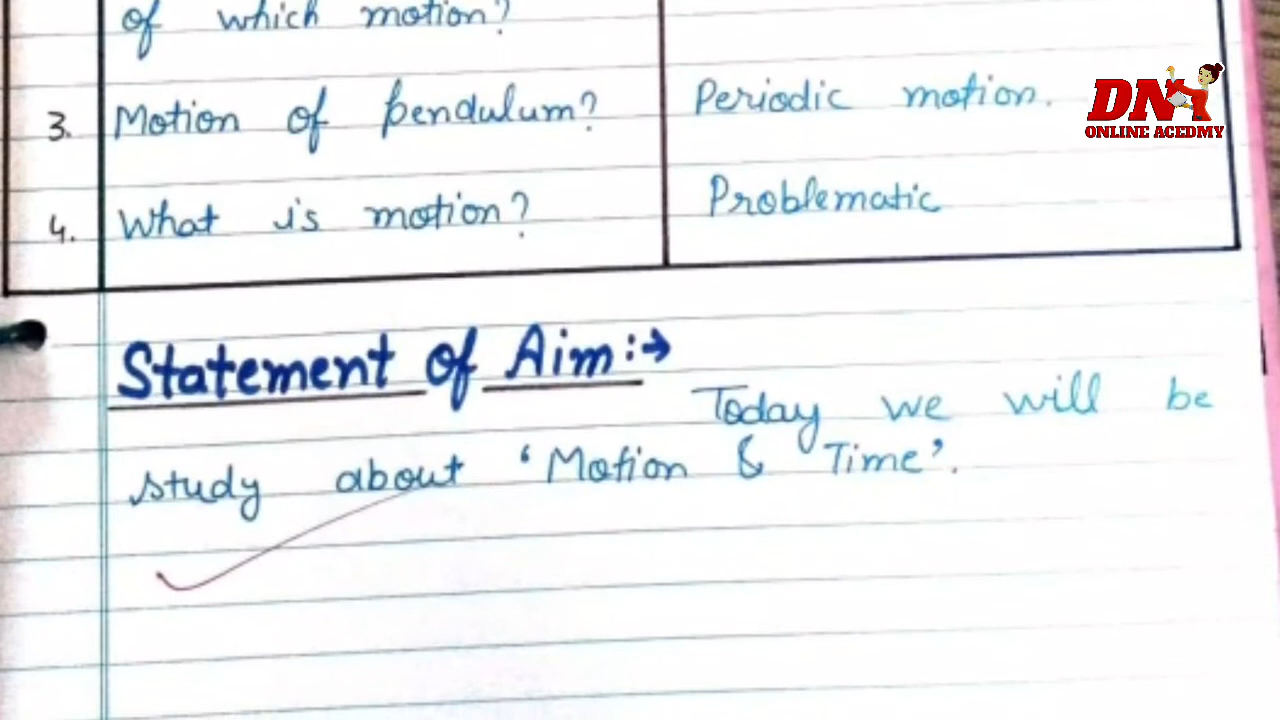 of which motion?
3. Motion of pendulum? Periodic motion.
4. What is motion? Problematic
Statement of Aim:→
Today we will be
study about 'Motion & Time'.
DN
ONLINE ACEDMY